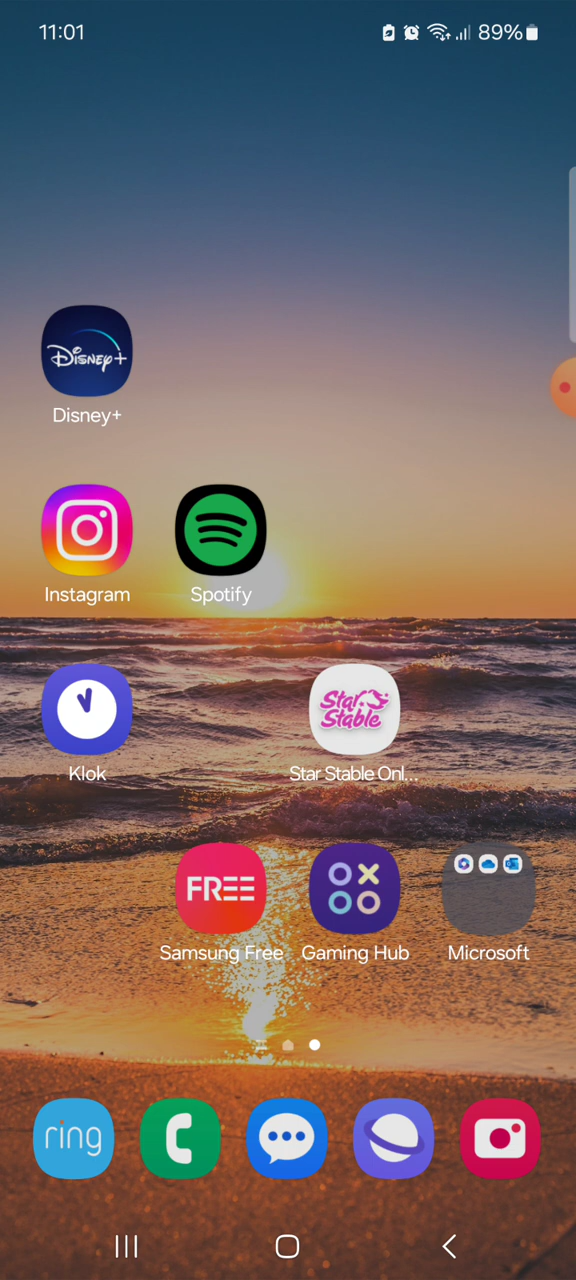 11:01 89%
Disney+
Disney+
Instagram
Spotify
Star
Stable
Klok
Star Stable Onl...
FREE
Samsung Free
Gaming Hub
Microsoft
ring